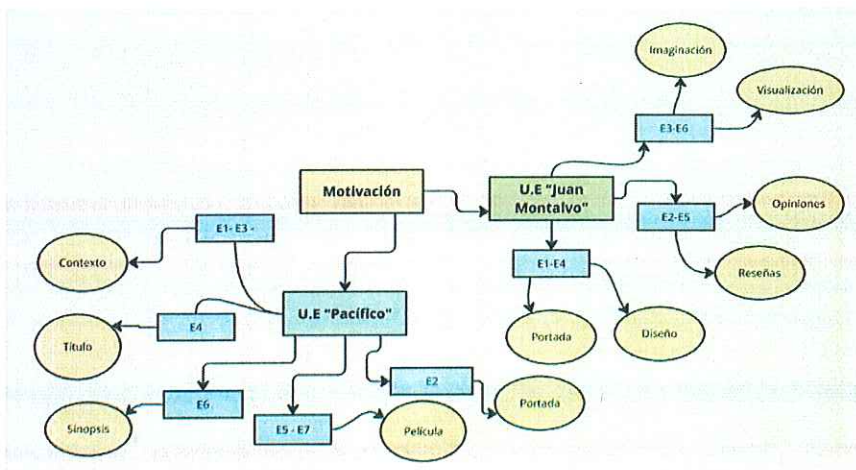 Imaginación
Visualización
E3-E6
Motivación
U.E "Juan
Montalvo"
Opiniones
E2-E5
E1- E3 -
Contexto
Reseñas
E1-E4
U.E "Pacífico"
E4
Título
Portada
Diseño
E2
E6
Portada
Sinopsis
E5 - E7
Película